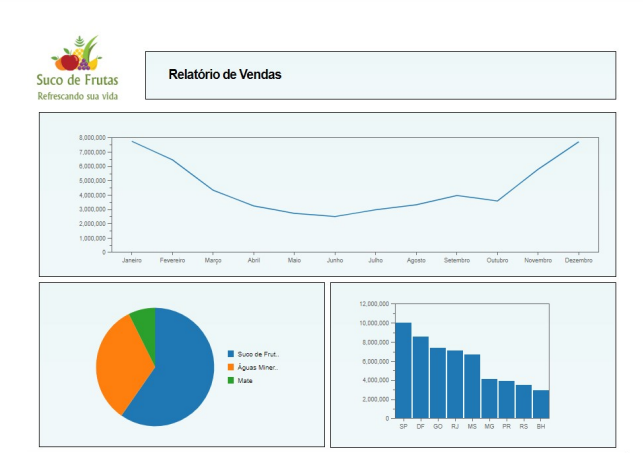 Suco de Frutas
Refrescando sua vida
Relatório de Vendas
8,000,000
7,000,000
6,000,000
5,000,000
4,000,000
3,000,000
2,000,000
1,000,000
0
Janeiro Fevereiro Março Abril Maio Junho Julho Agosto Setembro Outubro Novembro Dezembro
Suco de Frut..
Águas Miner..
Mate
12,000,000
10,000,000
8,000,000
6,000,000
4,000,000
2,000,000
0
SP DF GO RJ MS MG PR RS BH